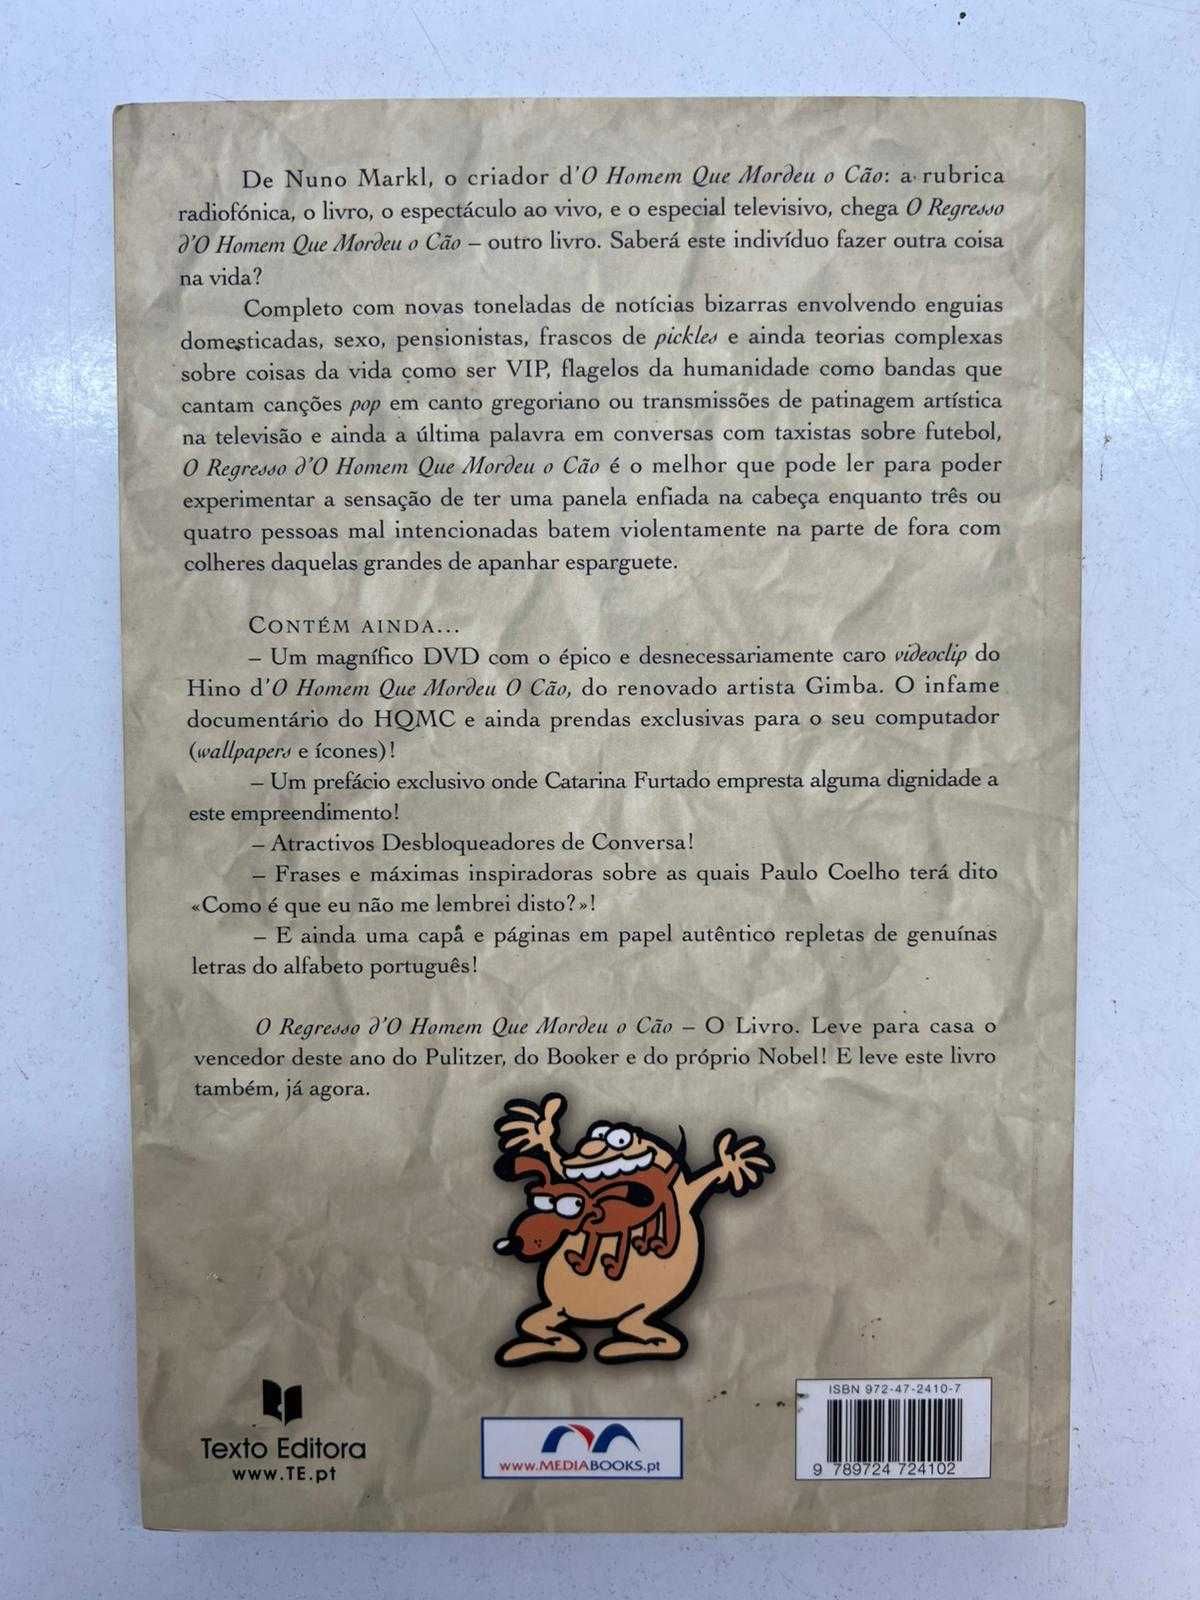 De Nuno Markl, o criador d'O Homem Que Mordeu o Cão: a rubrica
radiofónica, o livro, o espectáculo ao vivo, e o especial televisivo, chega O Regresso
d'O Homem Que Mordeu o Cão – outro livro. Saberá este indivíduo fazer outra coisa
na vida?
Completo com novas toneladas de notícias bizarras envolvendo enguias
domesticadas, sexo, pensionistas, frascos de pickles e ainda teorias complexas
sobre coisas da vida como ser VIP, flagelos da humanidade como bandas que
cantam canções pop em canto gregoriano ou transmissões de patinagem artística
na televisão e ainda a última palavra em conversas com taxistas sobre futebol,
O Regresso d'O Homem Que Mordeu o Cão é o melhor que pode ler para poder
experimentar a sensação de ter uma panela enfiada na cabeça enquanto três ou
quatro pessoas mal intencionadas batem violentamente na parte de fora com
colheres daquelas grandes de apanhar esparguete.
CONTÉM AINDA...
– Um magnífico DVD com o épico e desnecessariamente caro videoclip do
Hino d'O Homem Que Mordeu O Cão, do renovado artista Gimba. O infame
documentário do HQMC e ainda prendas exclusivas para o seu computador
(wallpapers e ícones)!
– Um prefácio exclusivo onde Catarina Furtado empresta alguma dignidade a
este empreendimento!
– Atractivos Desbloqueadores de Conversa!
– Frases e máximas inspiradoras sobre as quais Paulo Coelho terá dito
«Como é que eu não me lembrei disto?»!
– E ainda uma capa e páginas em papel autêntico repletas de genuínas
letras do alfabeto português!
O Regresso d'O Homem Que Mordeu o Cão – O Livro. Leve para casa o
vencedor deste ano do Pulitzer, do Booker e do próprio Nobel! E leve este livro
também, já agora.
Texto Editora
www.TE.pt
www.MEDIABOOKS.pt
ISBN 972-47-2410-7
9 789724 724102